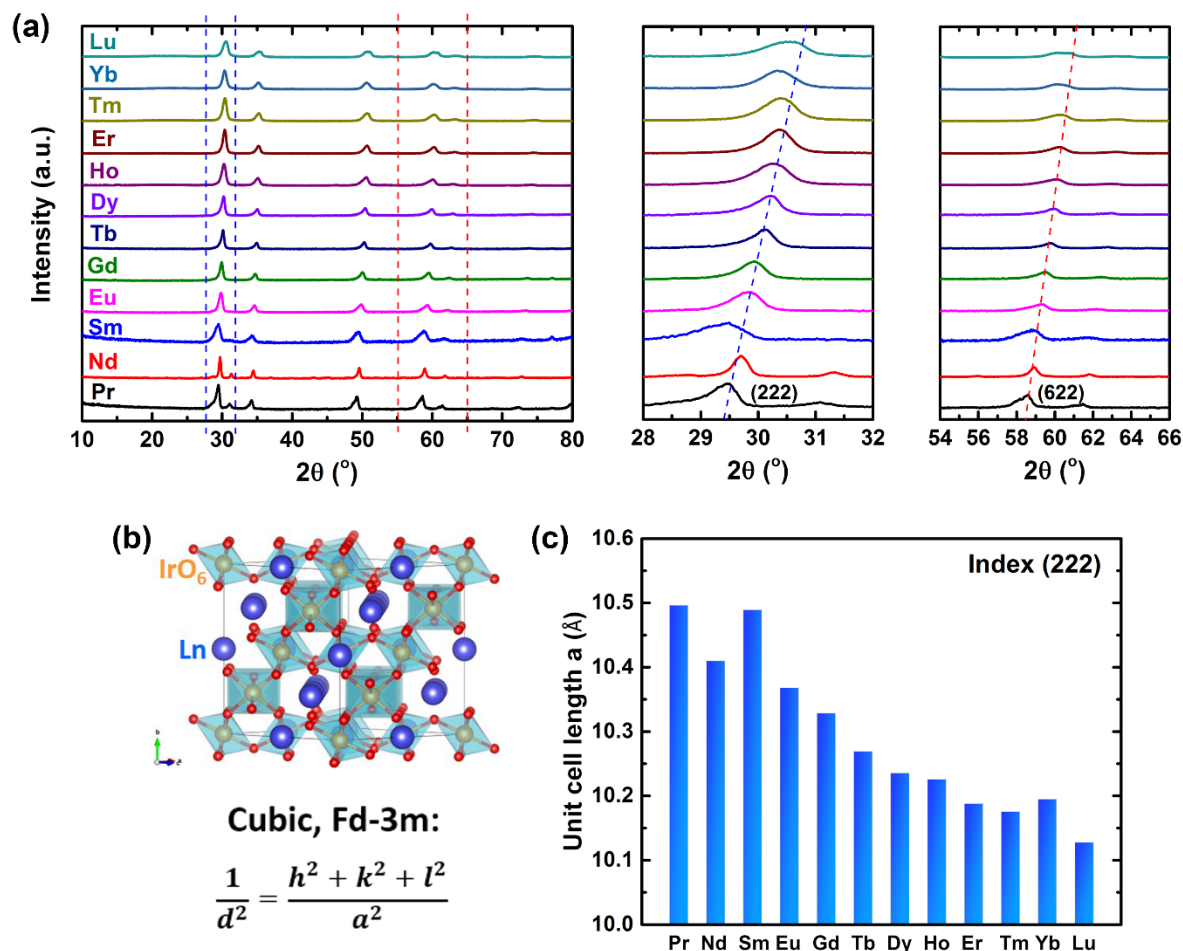 (a)
Lu
Yb
Tm
Er
Ho
Dy
Tb
Gd
Eu
Sm
Nd
Pr
Intensity (a.u.)
10 20 30 40 50 60 70 80
2θ (°)
(222)
28 29 30 31 32
2θ (°)
(622)
54 56 58 60 62 64 66
2θ (°)
(b)
IrO₆
Ln
b
Cubic, Fd-3m:
1/d² = h² + k² + l²/a²
(c)
Index (222)
Unit cell length a (Å)
10.6
10.5
10.4
10.3
10.2
10.1
10.0
Pr Nd Sm Eu Gd Tb Dy Ho Er Tm Yb Lu